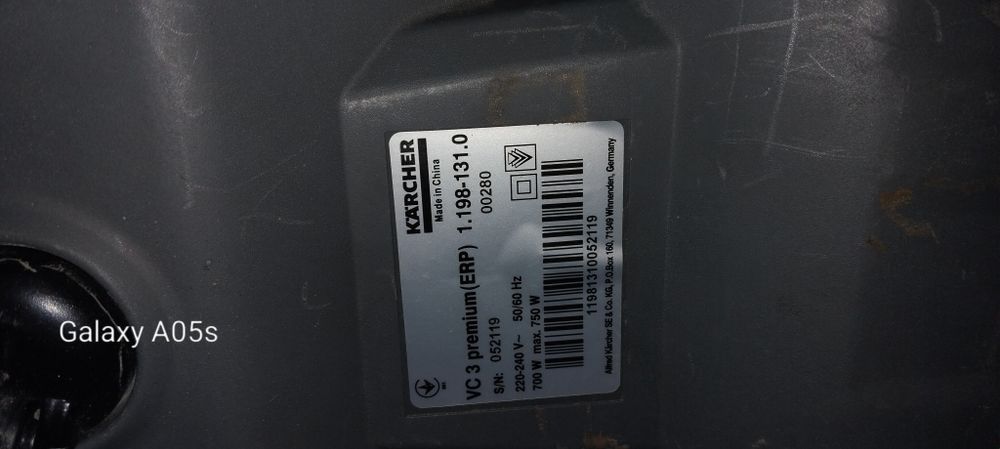 KÄRCHER
Made in China
VC 3 premium(ERP) 1.198-131.0
S/N: 052119 00280
220-240 V~ 50/60 Hz
700 W max. 750 W
11981310052119
Alfred Kärcher SE & Co. KG, P.O.Box 160, 71349 Winnenden, Germany
Galaxy A05s